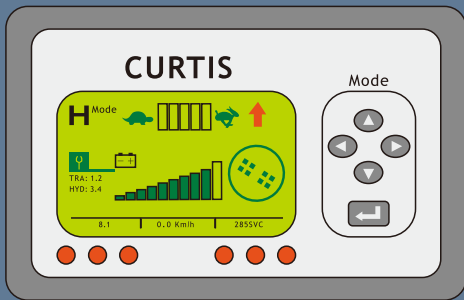 CURTIS
Mode
H Mode
- +
TRA: 1.2
HYD: 3.4
8.1 0.0 Kmlh 285SVC